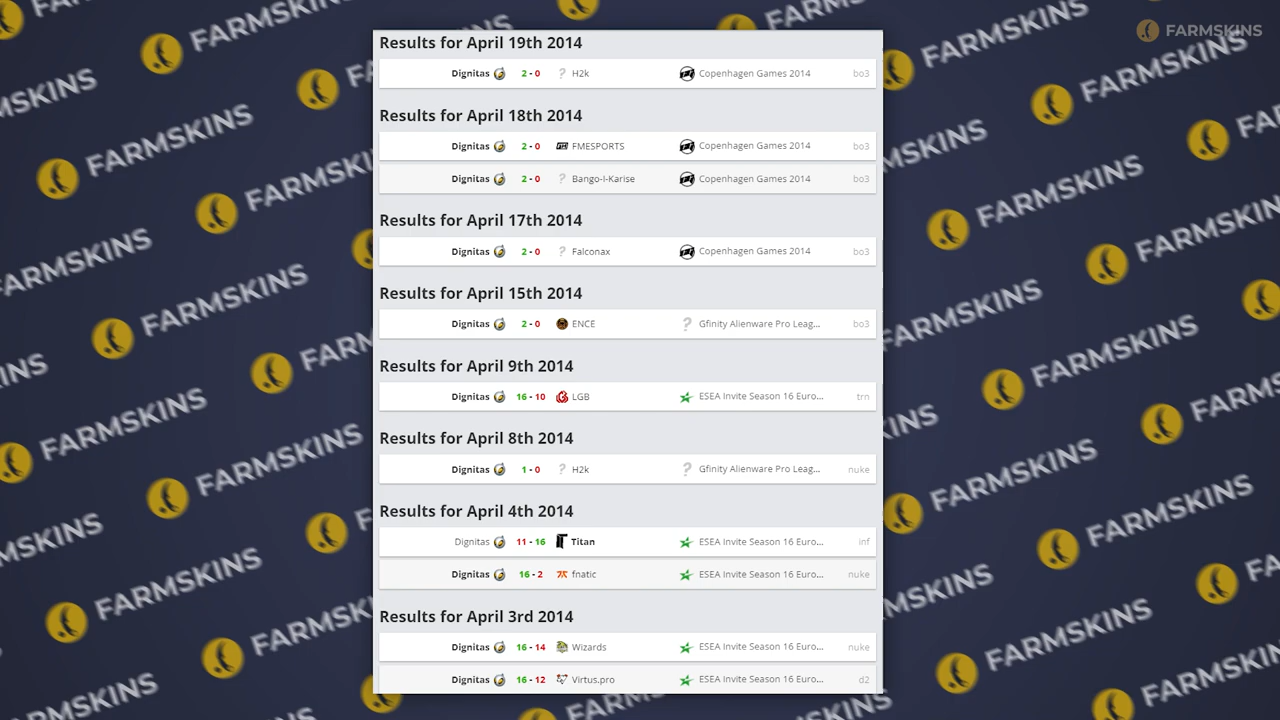 FARMSKINS
Results for April 19th 2014
Dignitas 2 - 0 ? H2k Copenhagen Games 2014 bo3
Results for April 18th 2014
Dignitas 2 - 0 FMESPORTS Copenhagen Games 2014 bo3
Dignitas 2 - 0 ? Bango-I-Karise Copenhagen Games 2014 bo3
Results for April 17th 2014
Dignitas 2 - 0 ? Falconax Copenhagen Games 2014 bo3
Results for April 15th 2014
Dignitas 2 - 0 ENCE ? Gfinity Alienware Pro Leag... bo3
Results for April 9th 2014
Dignitas 16 - 10 LGB ESEA Invite Season 16 Euro... trn
Results for April 8th 2014
Dignitas 1 - 0 ? H2k ? Gfinity Alienware Pro Leag... nuke
Results for April 4th 2014
Dignitas 11 - 16 Titan ESEA Invite Season 16 Euro... inf
Dignitas 16 - 2 fnatic ESEA Invite Season 16 Euro... nuke
Results for April 3rd 2014
Dignitas 16 - 14 Wizards ESEA Invite Season 16 Euro... nuke
Dignitas 16 - 12 Virtus.pro ESEA Invite Season 16 Euro... d2